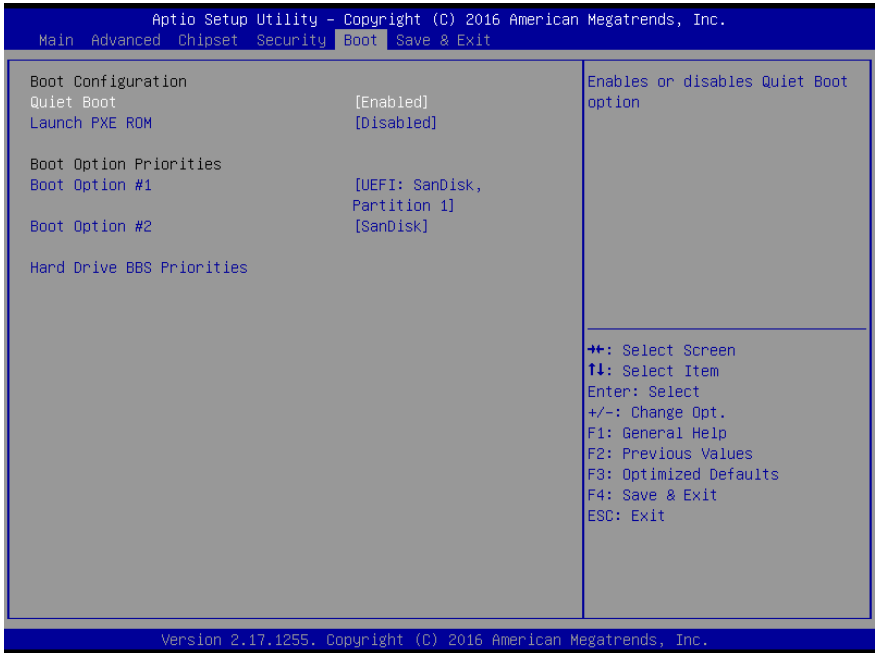 Aptio Setup Utility – Copyright (C) 2016 American Megatrends, Inc.
Main Advanced Chipset Security Boot Save & Exit
Boot Configuration
Quiet Boot [Enabled]
Launch PXE ROM [Disabled]
Boot Option Priorities
Boot Option #1 [UEFI: SanDisk,
Partition 1]
Boot Option #2 [SanDisk]
Hard Drive BBS Priorities
Enables or disables Quiet Boot
option
→←: Select Screen
↑↓: Select Item
Enter: Select
+/-: Change Opt.
F1: General Help
F2: Previous Values
F3: Optimized Defaults
F4: Save & Exit
ESC: Exit
Version 2.17.1255. Copyright (C) 2016 American Megatrends, Inc.